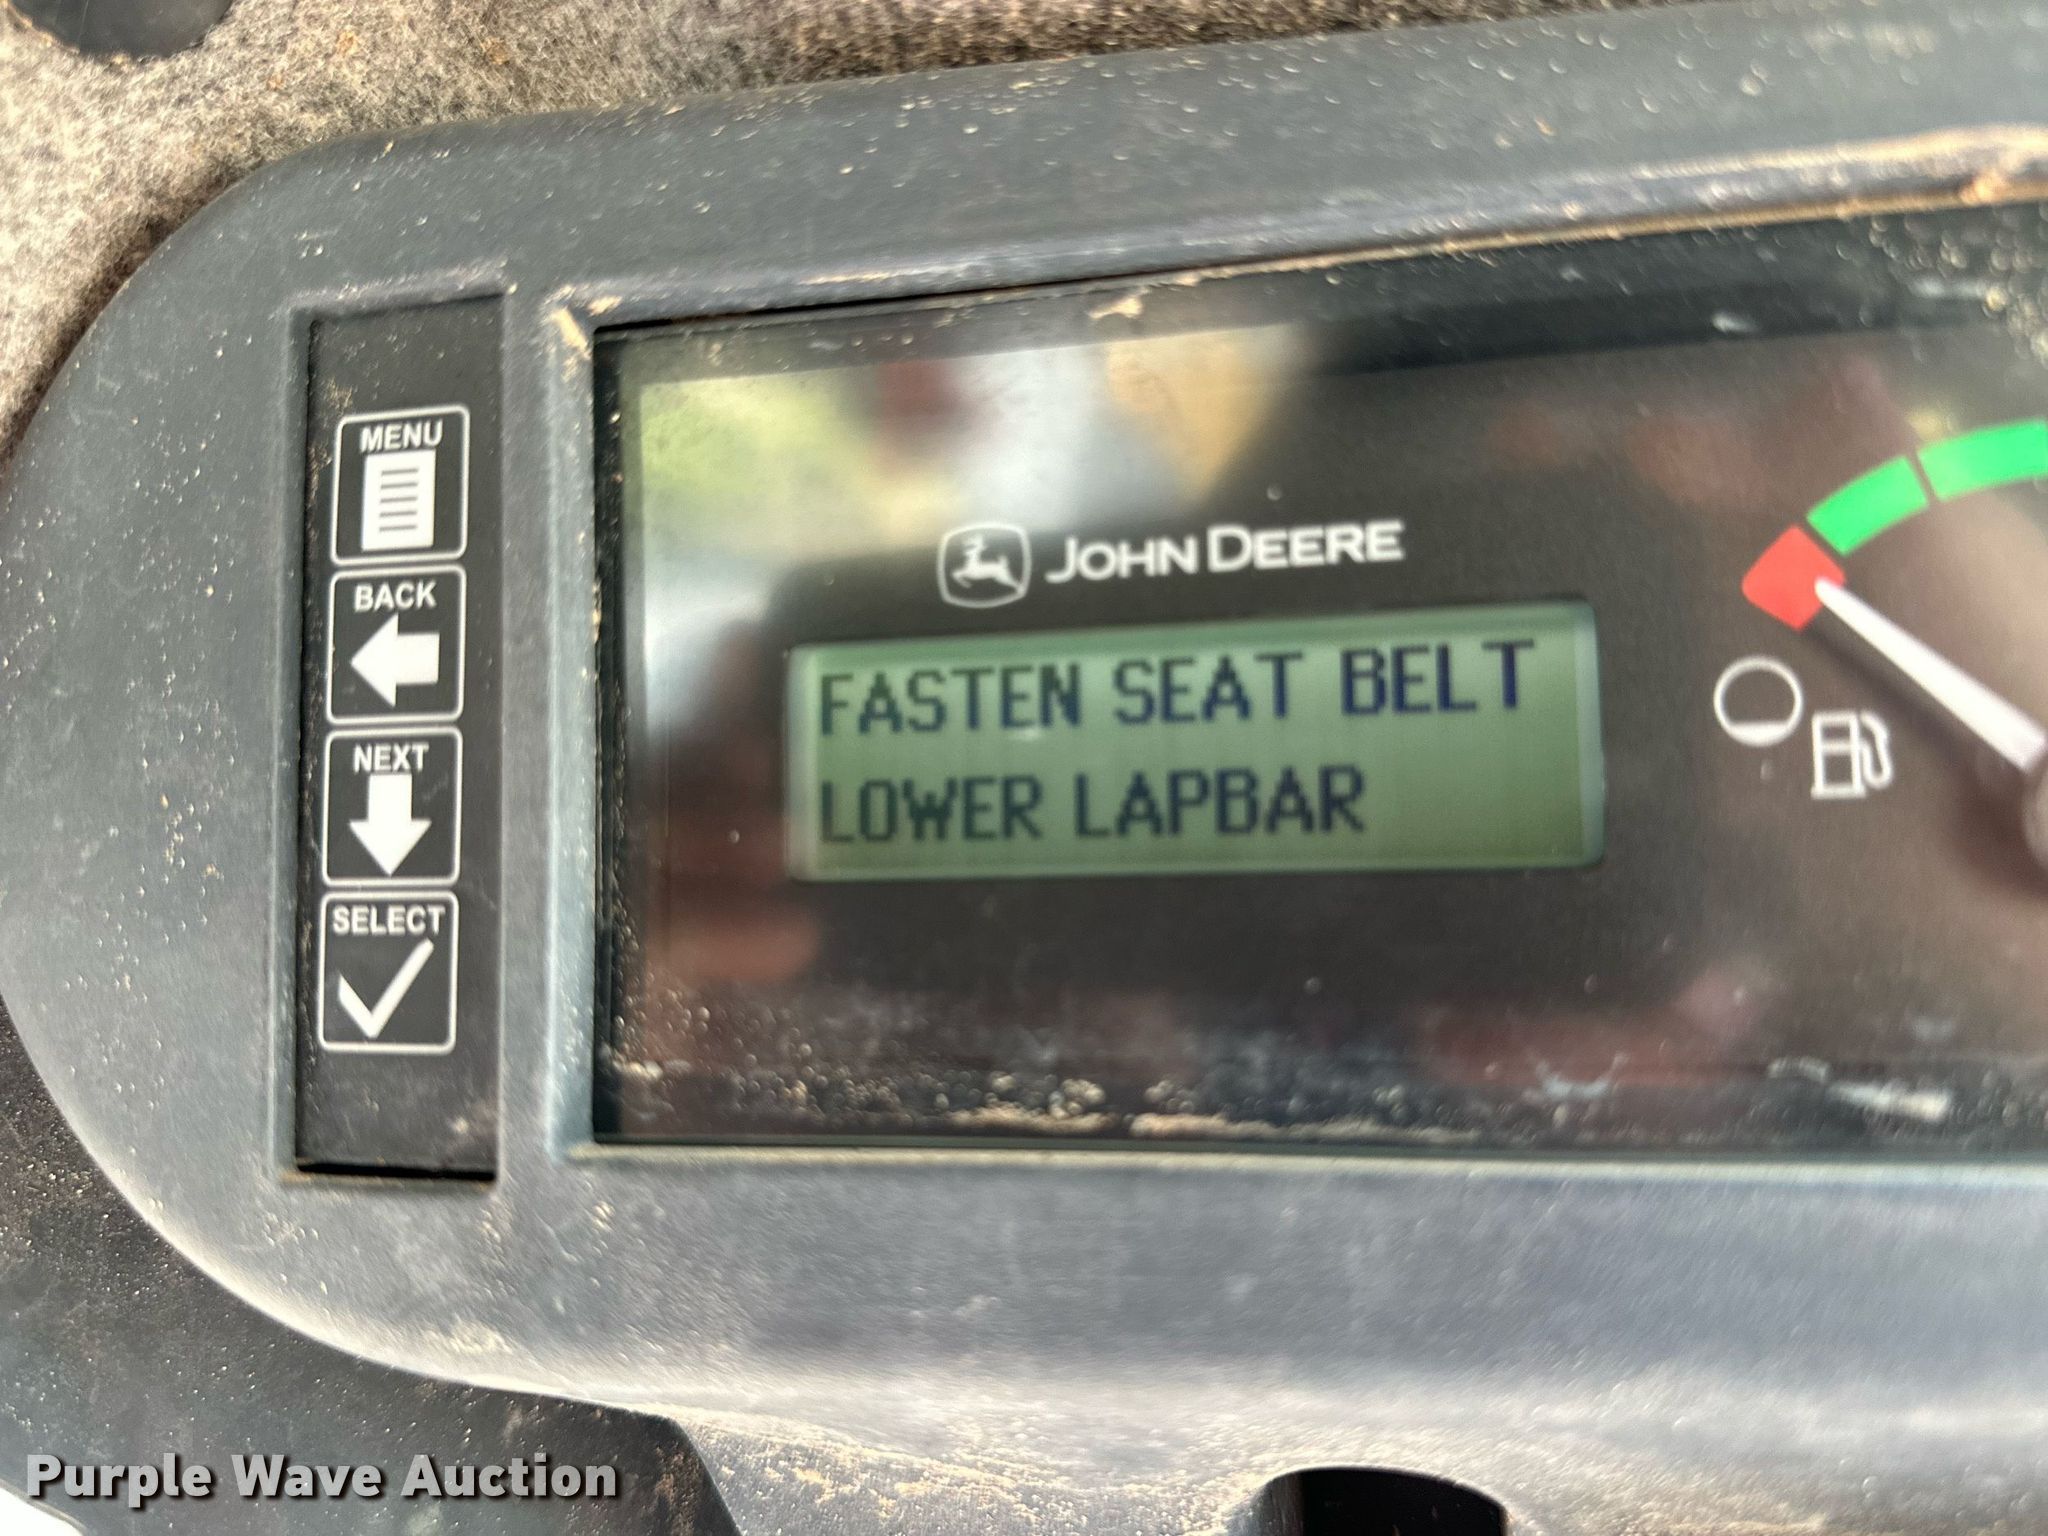 MENU
BACK
NEXT
SELECT
JOHN DEERE
FASTEN SEAT BELT
LOWER LAPBAR
Purple Wave Auction